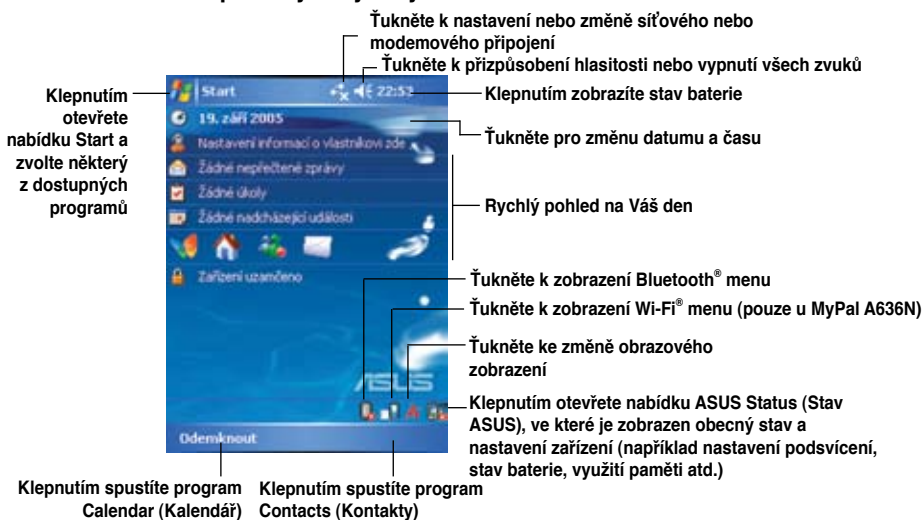 Ťukněte k nastavení nebo změně síťového nebo
modemového připojení
Ťukněte k přizpůsobení hlasitosti nebo vypnutí všech zvuků
Klepnutím zobrazíte stav baterie
Ťukněte pro změnu datumu a času
Rychlý pohled na Váš den
Ťukněte k zobrazení Bluetooth® menu
Ťukněte k zobrazení Wi-Fi® menu (pouze u MyPal A636N)
Ťukněte ke změně obrazového
zobrazení
Klepnutím otevřete nabídku ASUS Status (Stav
ASUS), ve které je zobrazen obecný stav a
nastavení zařízení (například nastavení podsvícení,
stav baterie, využití paměti atd.)
Klepnutím
otevřete
nabídku Start a
zvolte některý
z dostupných
programů
Start
22:53
19. září 2005
Nastavení informací o vlastníkovi zde
Žádné nepřečtené zprávy
Žádné úkoly
Žádné nadcházející události
Zařízení uzamčeno
ASUS
Odemknout
Klepnutím spustíte program
Calendar (Kalendář)
Klepnutím spustíte program
Contacts (Kontakty)